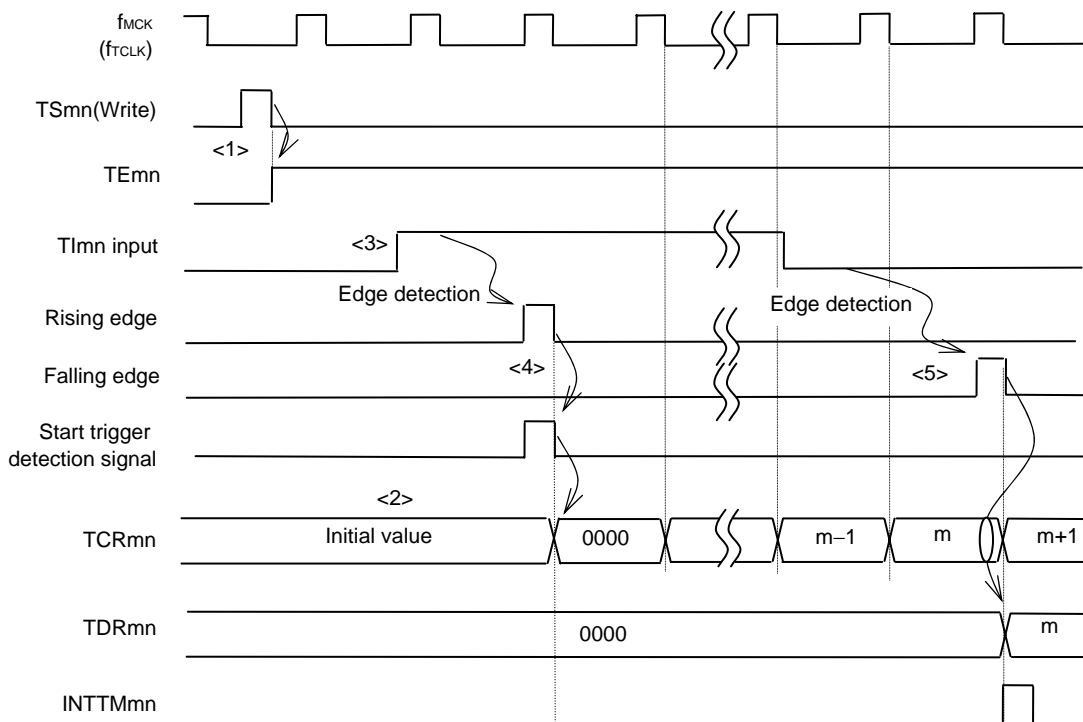 fMCK
(fTCLK)
TSmn(Write)
<1>
TEmn
TImn input
<3>
Edge detection
Edge detection
Rising edge
<4>
<5>
Falling edge
Start trigger
detection signal
<2>
TCRmn
Initial value
0000
m−1
m
m+1
TDRmn
0000
m
INTTMmn